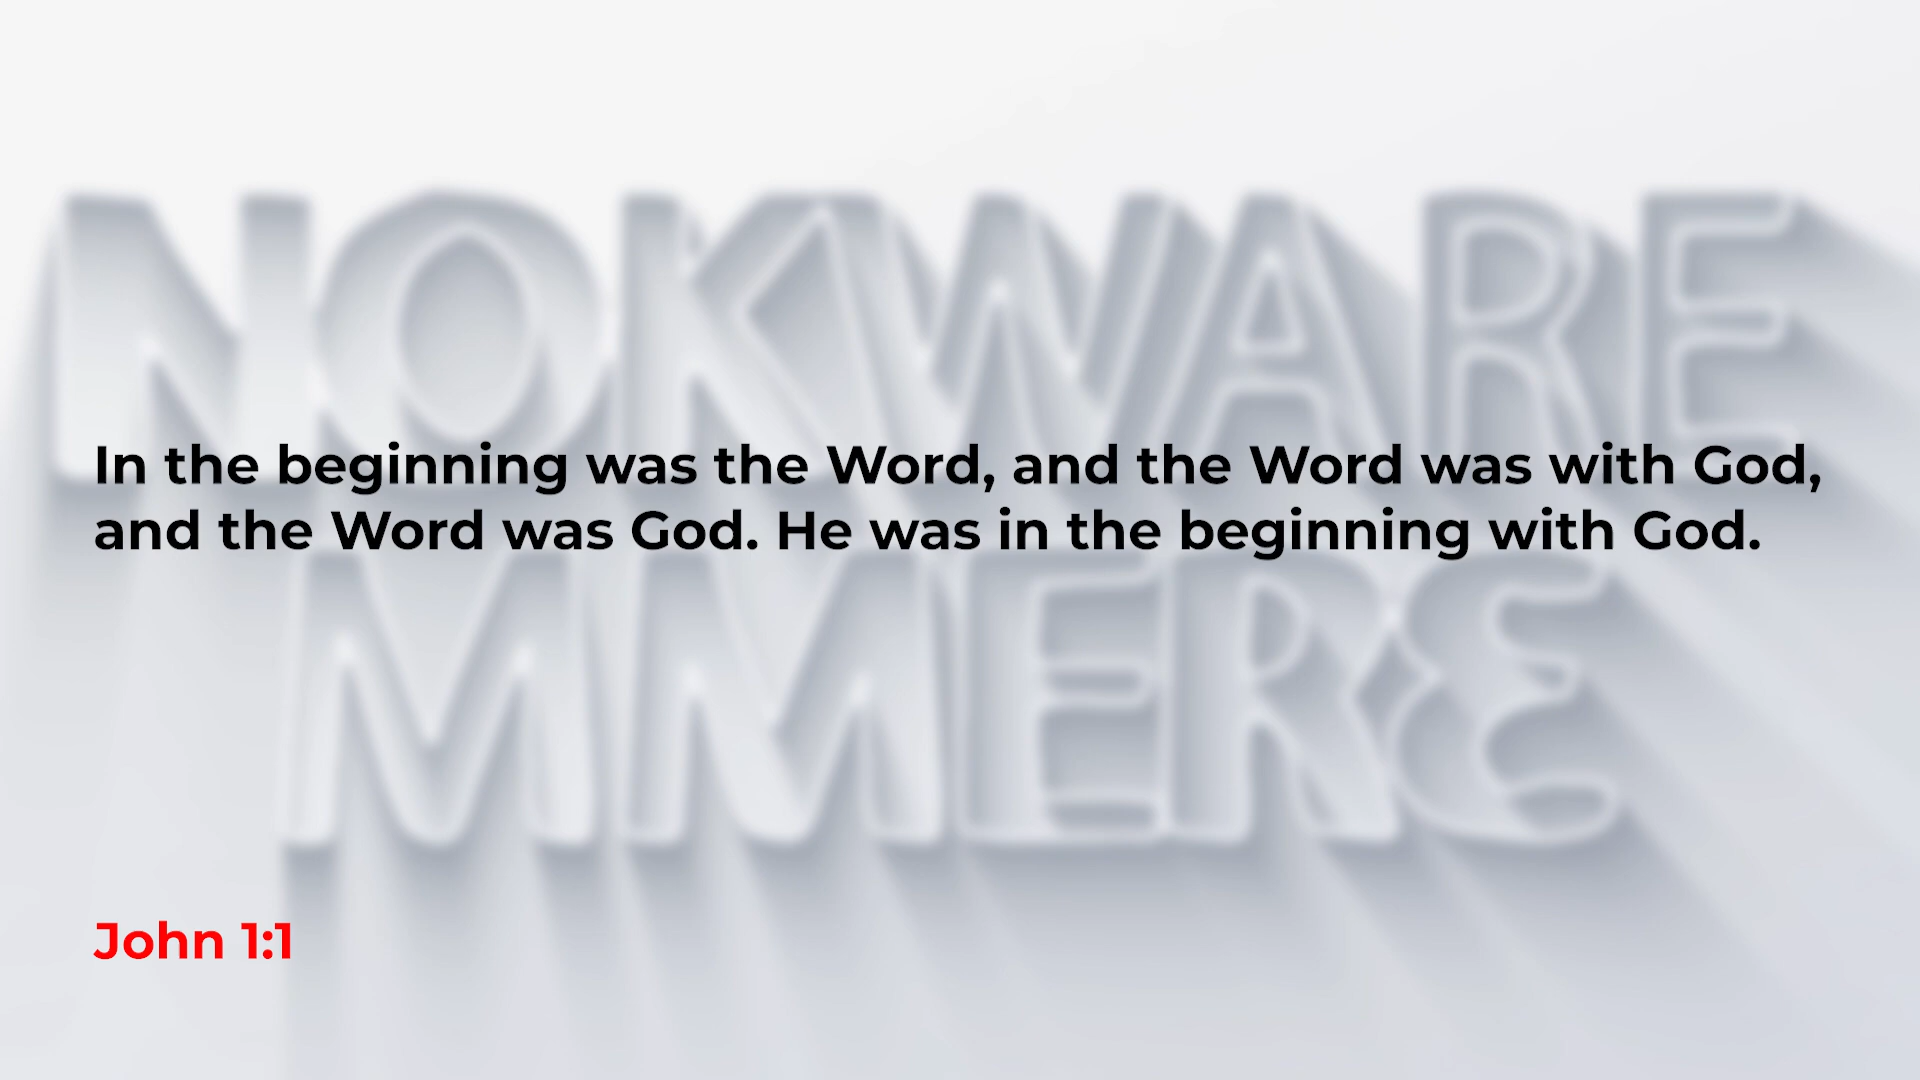 NOKWARE
In the beginning was the Word, and the Word was with God,
and the Word was God. He was in the beginning with God.
MMERƐ
John 1:1